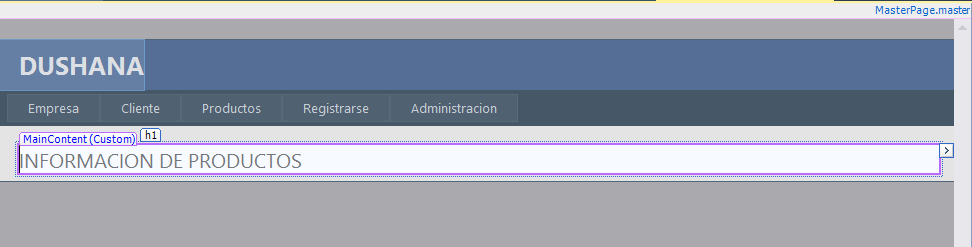 MasterPage.master
DUSHANA
Empresa Cliente Productos Registrarse Administracion
MainContent (Custom) h1
INFORMACION DE PRODUCTOS